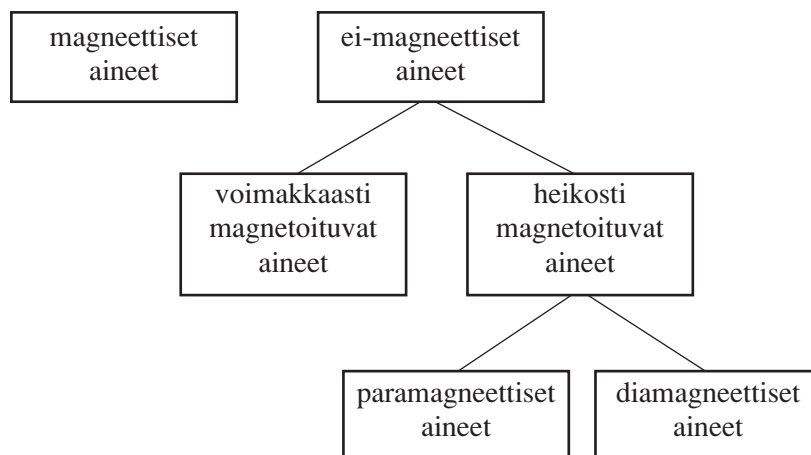 magneettiset
aineet
ei-magneettiset
aineet
voimakkaasti
magnetoituvat
aineet
heikosti
magnetoituvat
aineet
paramagneettiset
aineet
diamagneettiset
aineet